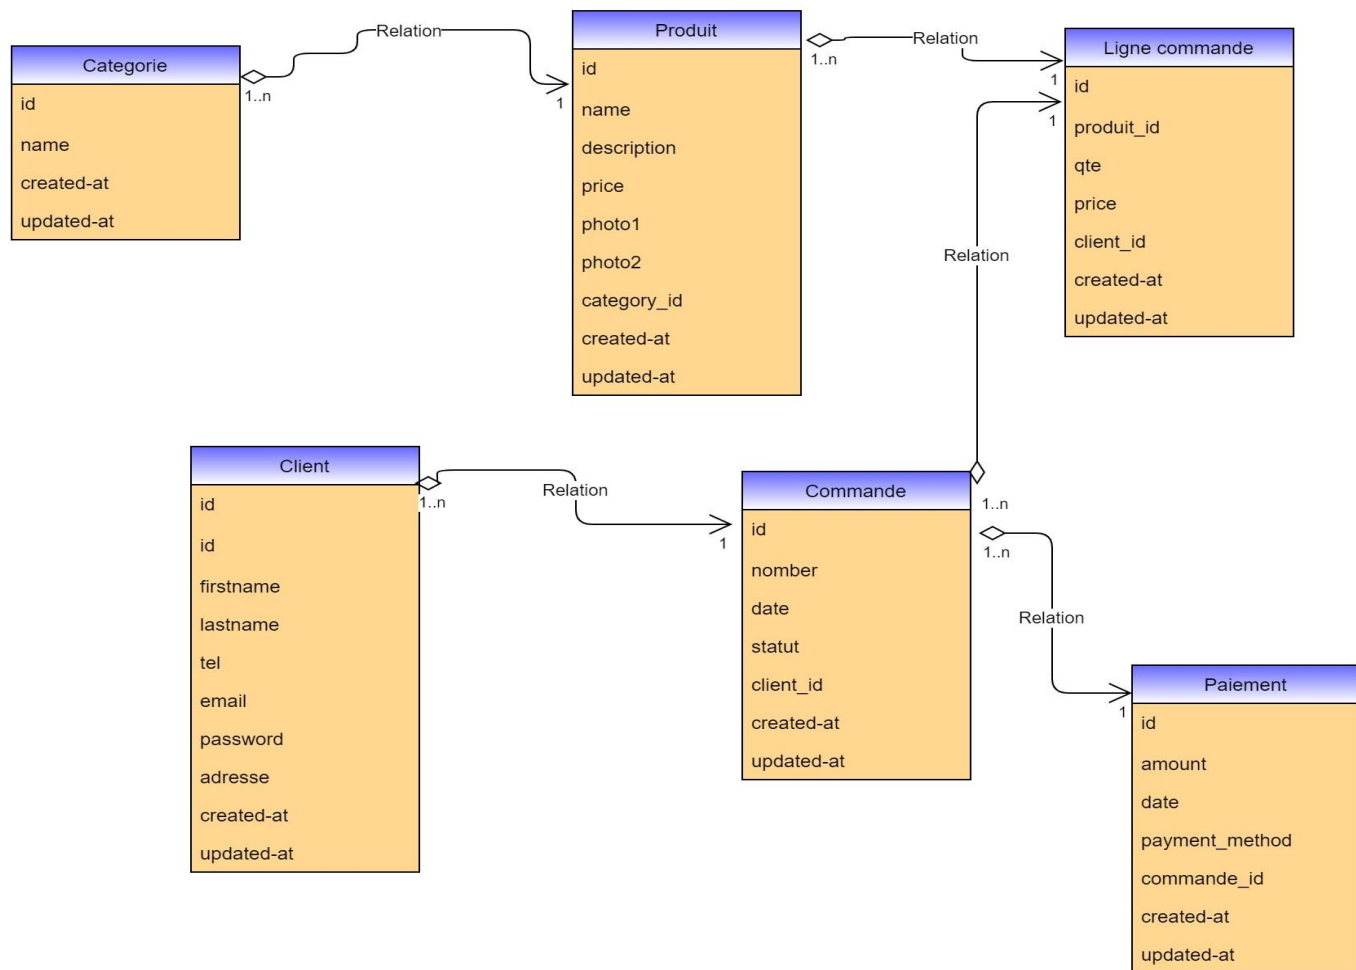 Categorie
id
name
created-at
updated-at
1..n
Relation
1
Produit
id
name
description
price
photo1
photo2
category_id
created-at
updated-at
1..n
Relation
1
Ligne commande
id
produit_id
qte
price
client_id
created-at
updated-at
1
Relation
1..n
Client
id
id
firstname
lastname
tel
email
password
adresse
created-at
updated-at
1..n
Relation
1
Commande
id
nomber
date
statut
client_id
created-at
updated-at
1..n
Relation
1
Paiement
id
amount
date
payment_method
commande_id
created-at
updated-at